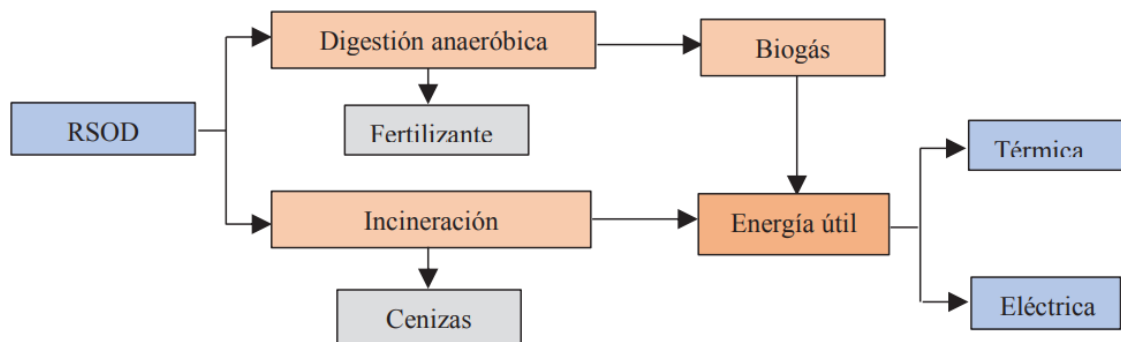 Digestión anaeróbica
Biogás
RSOD
Fertilizante
Térmica
Incineración
Energía útil
Cenizas
Eléctrica